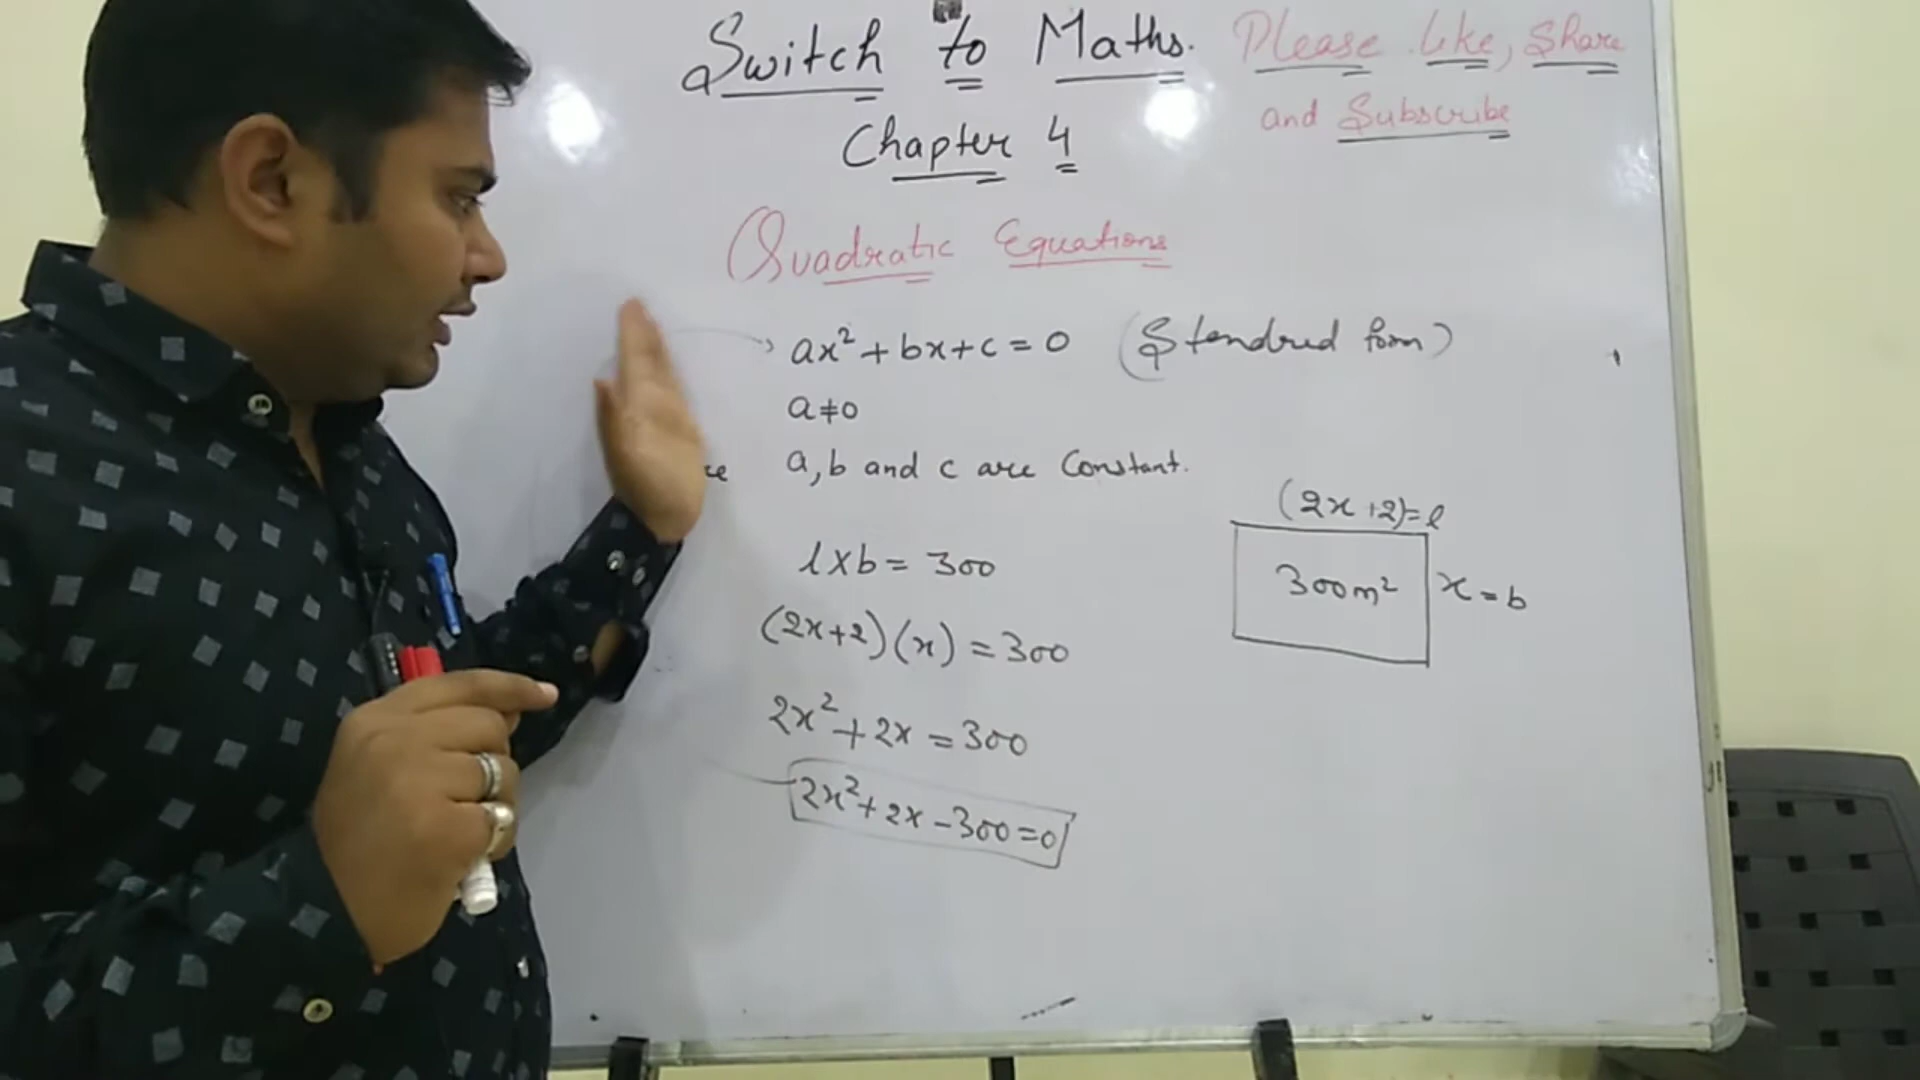 Switch to Maths. Please Like, Share
and Subscribe
Chapter 4
Quadratic Equations
ax² + bx + c = 0 (Standred form)
a ≠ 0
a, b and c are Constant.
(2x+2)=l
300m²
x = b
l×b = 300
(2x+2)(x) = 300
2x² + 2x = 300
2x² + 2x - 300 = 0